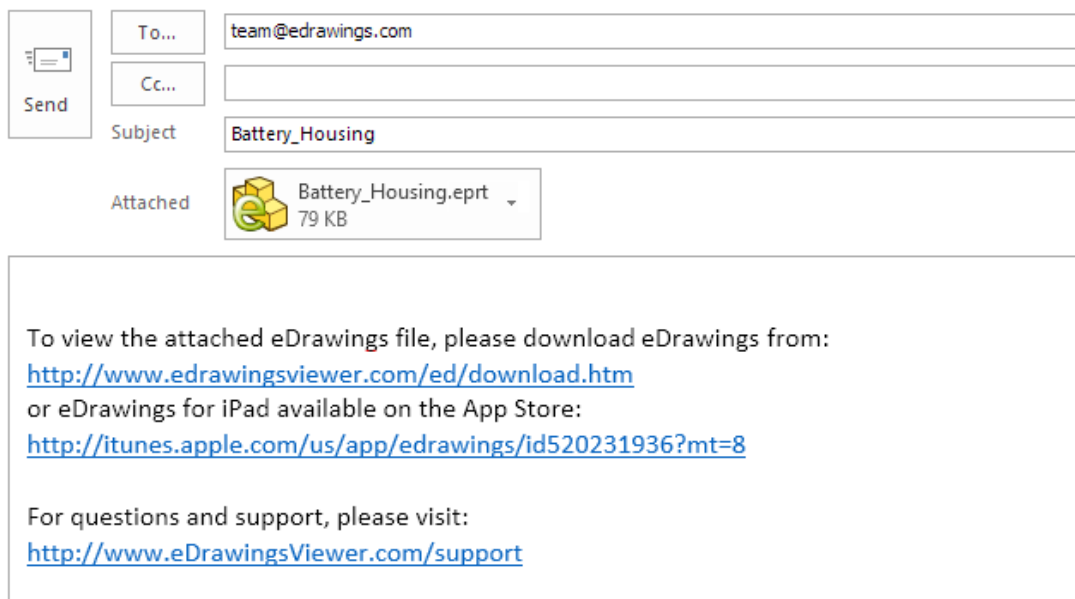 To...
team@edrawings.com
Cc...
Send
Subject
Battery_Housing
Attached
Battery_Housing.eprt
79 KB
To view the attached eDrawings file, please download eDrawings from:
http://www.edrawingsviewer.com/ed/download.htm
or eDrawings for iPad available on the App Store:
http://itunes.apple.com/us/app/edrawings/id520231936?mt=8
For questions and support, please visit:
http://www.eDrawingsViewer.com/support